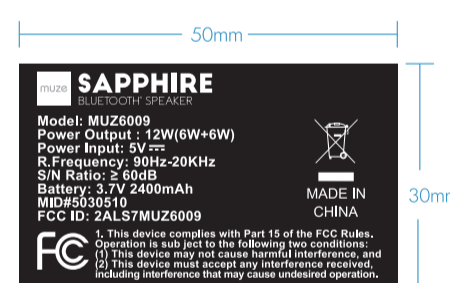 50mm
muze SAPPHIRE
BLUETOOTH® SPEAKER
Model: MUZ6009
Power Output : 12W(6W+6W)
Power Input: 5V⎓
R.Frequency: 90Hz-20KHz
S/N Ratio: ≥ 60dB
Battery: 3.7V 2400mAh
MID#5030510
FCC ID: 2ALS7MUZ6009
MADE IN
CHINA
30mm
FC
1. This device complies with Part 15 of the FCC Rules.
Operation is sub ject to the following two conditions:
(1) This device may not cause harmful interference, and
(2) This device must accept any interference received,
including interference that may cause undesired operation.